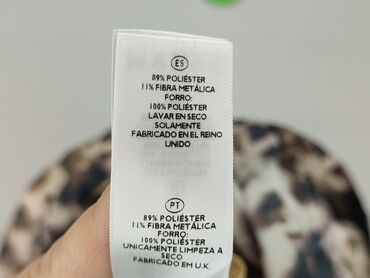 ES
89% POLIÉSTER
11% FIBRA METÁLICA
FORRO:
100% POLIÉSTER
LAVAR EN SECO
SOLAMENTE
FABRICADO EN EL REINO
UNIDO
PT
89% POLIÉSTER
11% FIBRA METÁLICA
FORRO:
100% POLIÉSTER
UNICAMENTE LIMPEZA A
SECO
FABRICADO EM U.K.